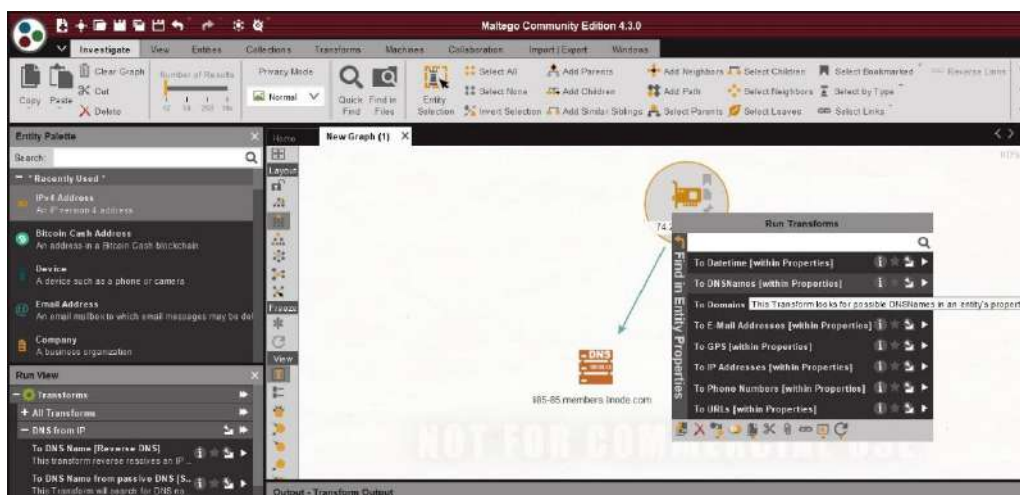 Maltego Community Edition 4.3.0
Investigate View Entities Collections Transforms Machines Collaboration Import | Export Windows
Copy Paste
Clear Graph
Cut
Delete
Number of Results
Privacy Mode
Normal
Quick Find
Find in Files
Entity Selection
Select All
Select None
Invert Selection
Add Parents
Add Children
Add Similar Siblings
Add Neighbors
Add Path
Select Parents
Select Children
Select Neighbors
Select Leaves
Select Bookmarked
Select by Type
Select Links
Reverse Links
Entity Palette
Search:
Recently Used
IPv4 Address
An IP version 4 address
Bitcoin Cash Address
An address in a Bitcoin Cash blockchain
Device
A device such as a phone or camera
Email Address
An email mailbox to which email messages may be del
Company
A business organization
Run View
Transforms
+ All Transforms
DNS from IP
To DNS Name [Reverse DNS]
This transform reverse resolves an IP ...
To DNS Name from passive DNS [S...
This Transform will search for DNS na
Home
New Graph (1)
Layout
Freeze
View
DNS
li85-85.members.linode.com
NOT FOR COMMERCIAL USE
Run Transforms
Find in Entity Properties
To Datetime [within Properties]
To DNSNames [within Properties]
To Domains
This Transform looks for possible DNSNames in an entity's propert
To E-Mail Addresses [within Properties]
To GPS [within Properties]
To IP Addresses [within Properties]
To Phone Numbers [within Properties]
To URLs [within Properties]
Output - Transform Output